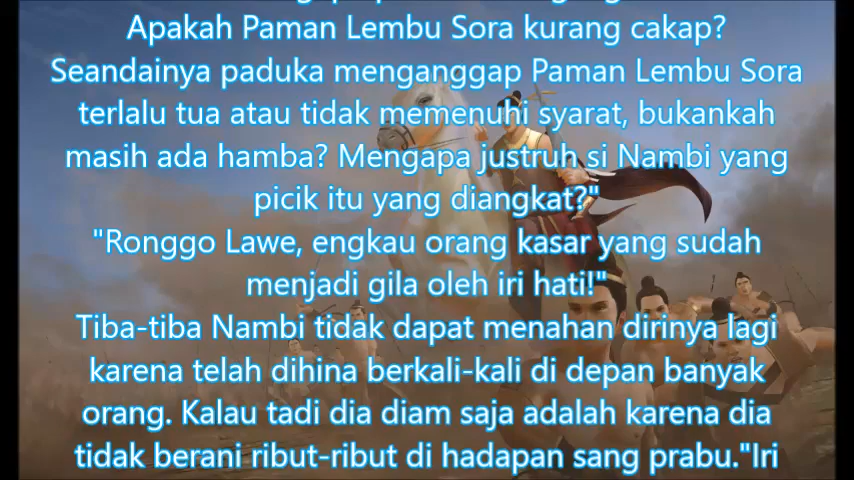 Apakah Paman Lembu Sora kurang cakap?
Seandainya paduka menganggap Paman Lembu Sora
terlalu tua atau tidak memenuhi syarat, bukankah
masih ada hamba? Mengapa justruh si Nambi yang
picik itu yang diangkat?"
"Ronggo Lawe, engkau orang kasar yang sudah
menjadi gila oleh iri hati!"
Tiba-tiba Nambi tidak dapat menahan dirinya lagi
karena telah dihina berkali-kali di depan banyak
orang. Kalau tadi dia diam saja adalah karena dia
tidak berani ribut-ribut di hadapan sang prabu."Iri